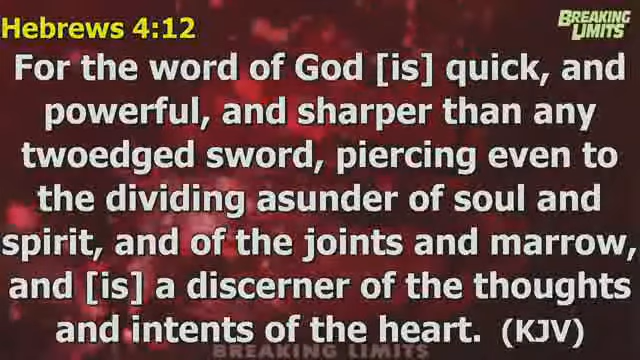 Hebrews 4:12
BREAKING
LIMITS
For the word of God [is] quick, and
powerful, and sharper than any
twoedged sword, piercing even to
the dividing asunder of soul and
spirit, and of the joints and marrow,
and [is] a discerner of the thoughts
and intents of the heart. (KJV)
BREAKING LIMITS